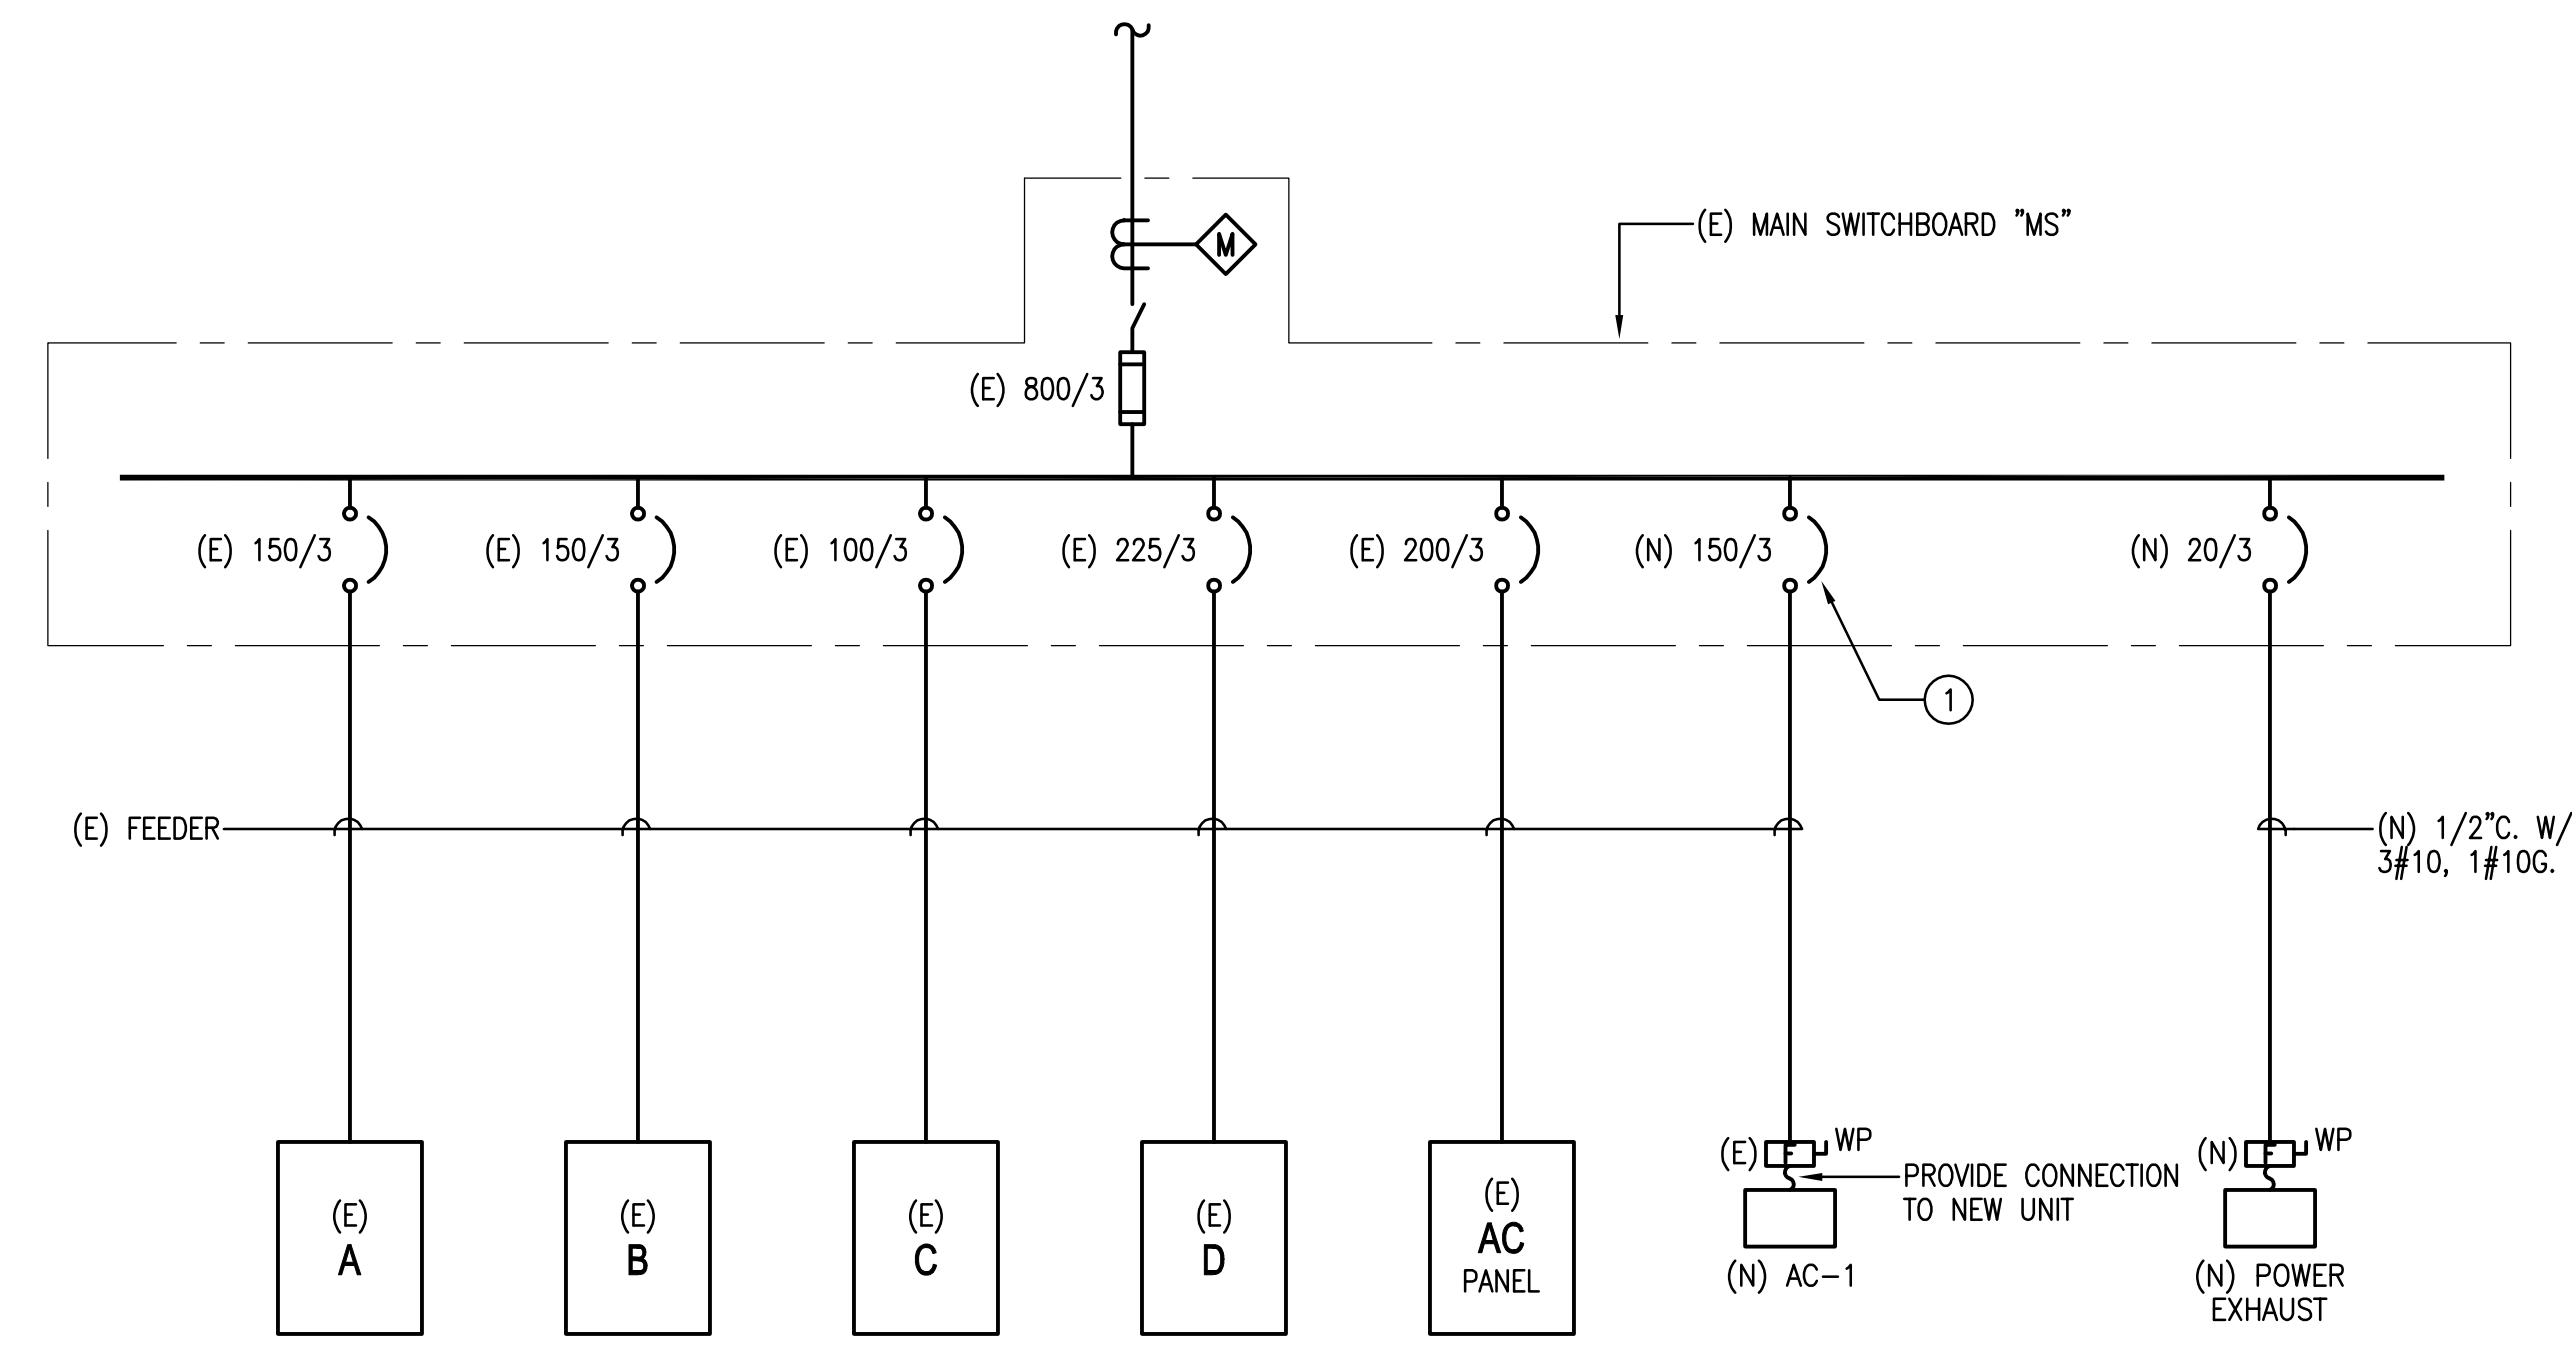 M
(E) MAIN SWITCHBOARD "MS"
(E) 800/3
(E) 150/3
(E) 150/3
(E) 100/3
(E) 225/3
(E) 200/3
(N) 150/3
(N) 20/3
1
(E) FEEDER
(N) 1/2"C. W/
3#10, 1#10G.
(E)
A
(E)
B
(E)
C
(E)
D
(E)
AC
PANEL
(E)
WP
PROVIDE CONNECTION
TO NEW UNIT
(N) AC-1
(N)
WP
(N) POWER
EXHAUST